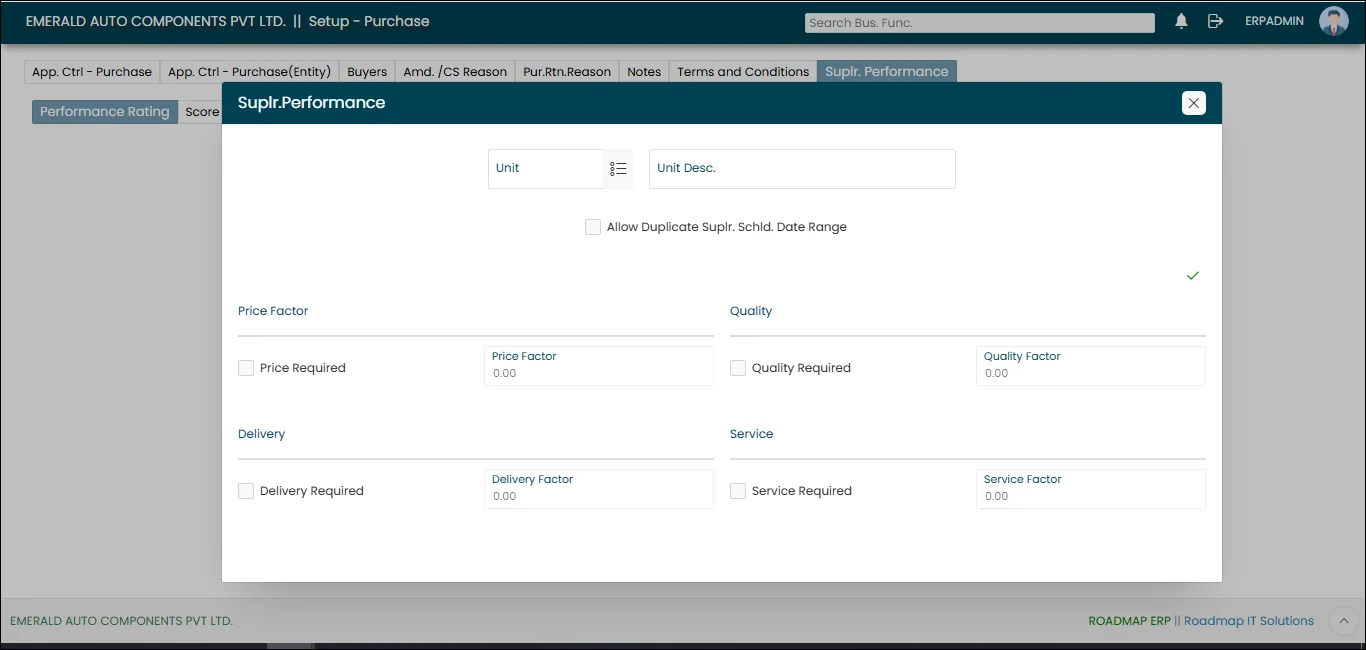 EMERALD AUTO COMPONENTS PVT LTD. || Setup - Purchase
Search Bus. Func.
ERPADMIN
App. Ctrl - Purchase
App. Ctrl - Purchase(Entity)
Buyers
Amd. /CS Reason
Pur.Rtn.Reason
Notes
Terms and Conditions
Suplr. Performance
Performance Rating
Score
Suplr.Performance
Unit
Unit Desc.
Allow Duplicate Suplr. Schld. Date Range
Price Factor
Quality
Price Required
Price Factor
0.00
Quality Required
Quality Factor
0.00
Delivery
Service
Delivery Required
Delivery Factor
0.00
Service Required
Service Factor
0.00
EMERALD AUTO COMPONENTS PVT LTD.
ROADMAP ERP || Roadmap IT Solutions